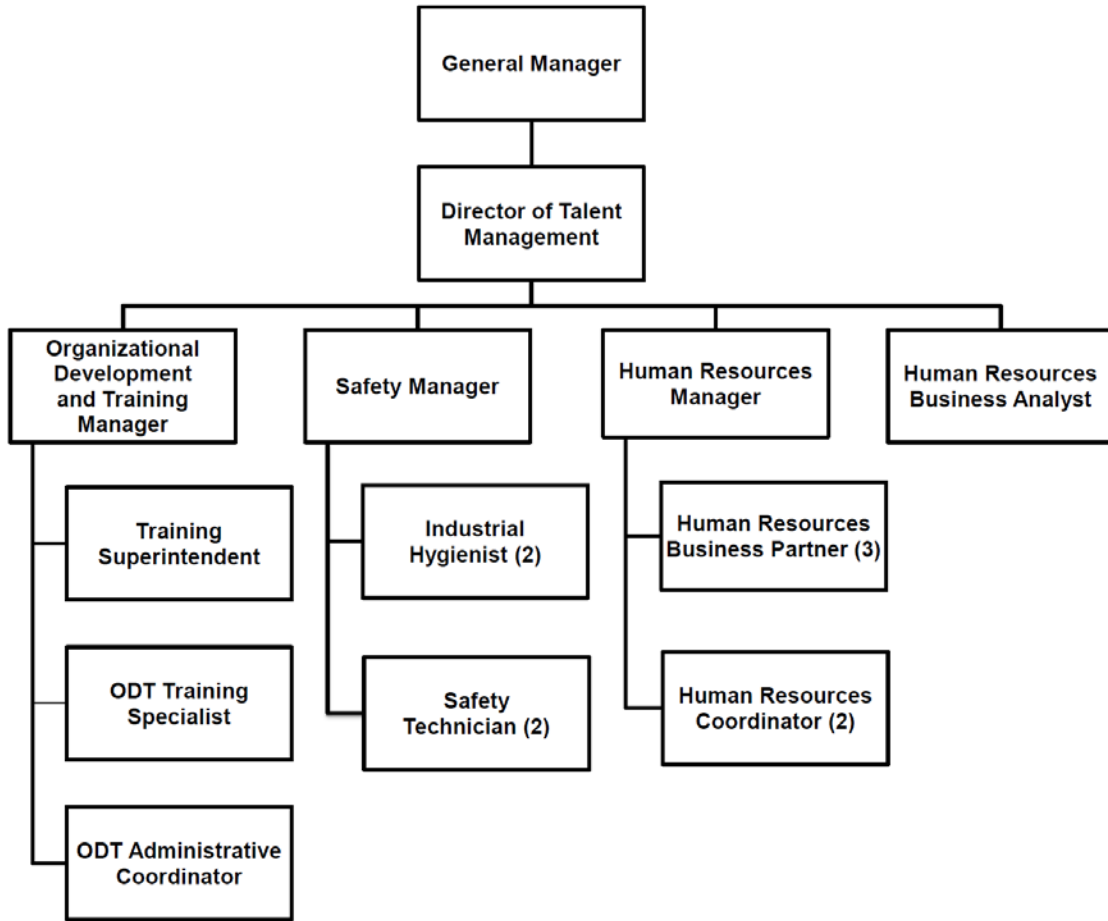 General Manager
Director of Talent
Management
Organizational
Development
and Training
Manager
Safety Manager
Human Resources
Manager
Human Resources
Business Analyst
Training
Superintendent
Industrial
Hygienist (2)
Human Resources
Business Partner (3)
ODT Training
Specialist
Safety
Technician (2)
Human Resources
Coordinator (2)
ODT Administrative
Coordinator